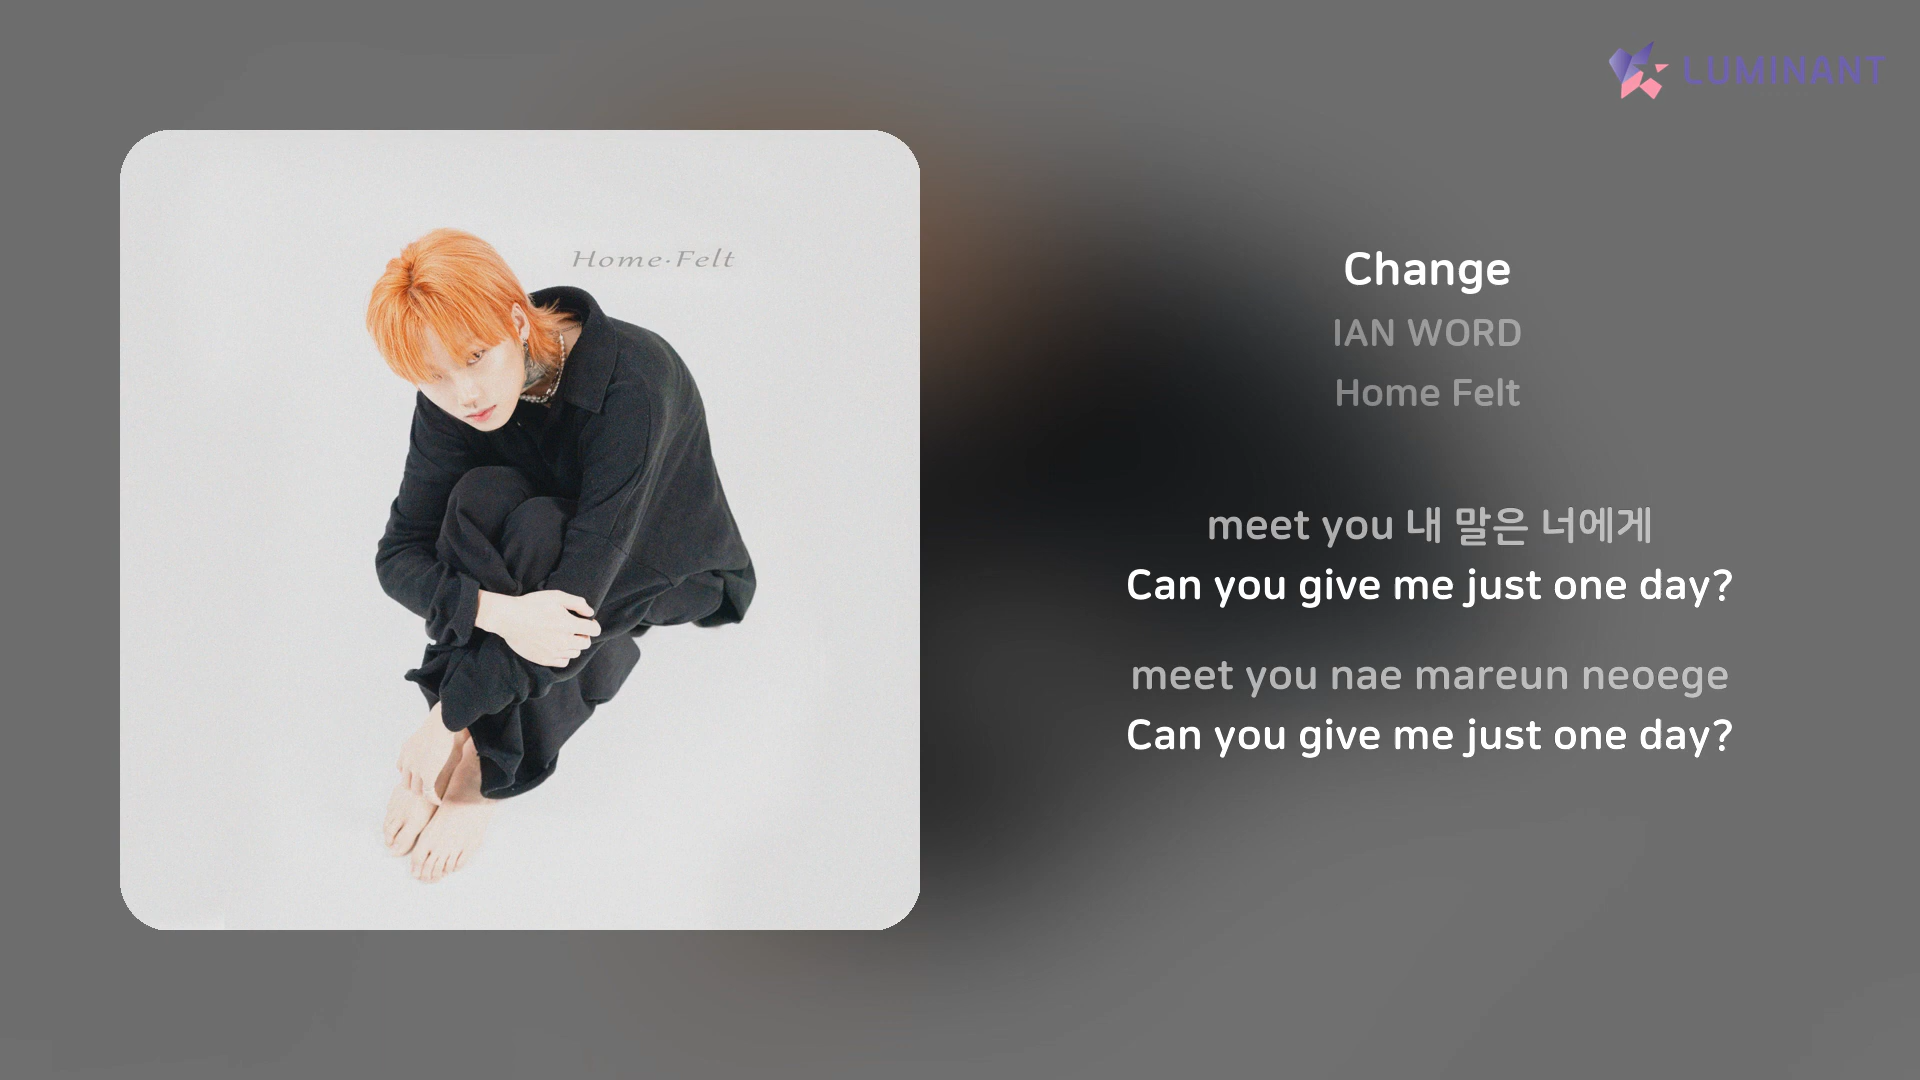 LUMINANT
Home·Felt
Change
IAN WORD
Home Felt
meet you 내 말은 너에게
Can you give me just one day?
meet you nae mareun neoege
Can you give me just one day?